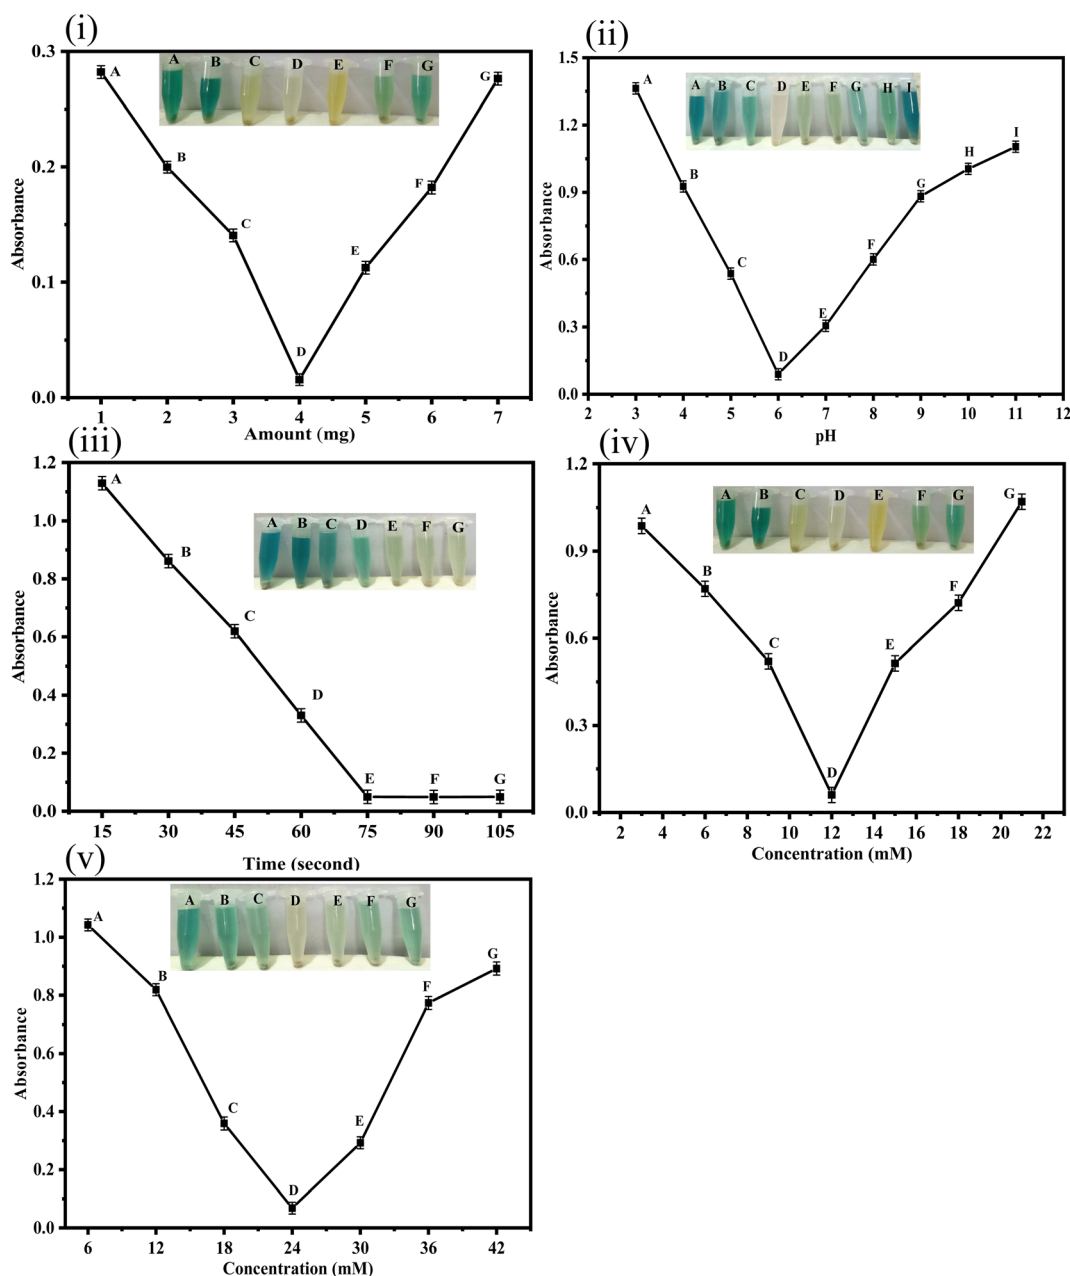 (i)
0.3
0.2
0.1
0.0
Absorbance
A B C D E F G
A
B
C
D
E
F
G
1 2 3 4 5 6 7
Amount (mg)
(ii)
1.5
1.2
0.9
0.6
0.3
0.0
Absorbance
A B C D E F G H I
A
B
C
D
E
F
G
H
I
2 3 4 5 6 7 8 9 10 11 12
pH
(iii)
1.2
1.0
0.8
0.6
0.4
0.2
0.0
Absorbance
A B C D E F G
A
B
C
D
E
F
G
15 30 45 60 75 90 105
Time (second)
(iv)
1.2
0.9
0.6
0.3
0.0
Absorbance
A B C D E F G
A
B
C
D
E
F
G
2 4 6 8 10 12 14 16 18 20 22
Concentration (mM)
(v)
1.2
1.0
0.8
0.6
0.4
0.2
0.0
Absorbance
A B C D E F G
A
B
C
D
E
F
G
6 12 18 24 30 36 42
Concentration (mM)